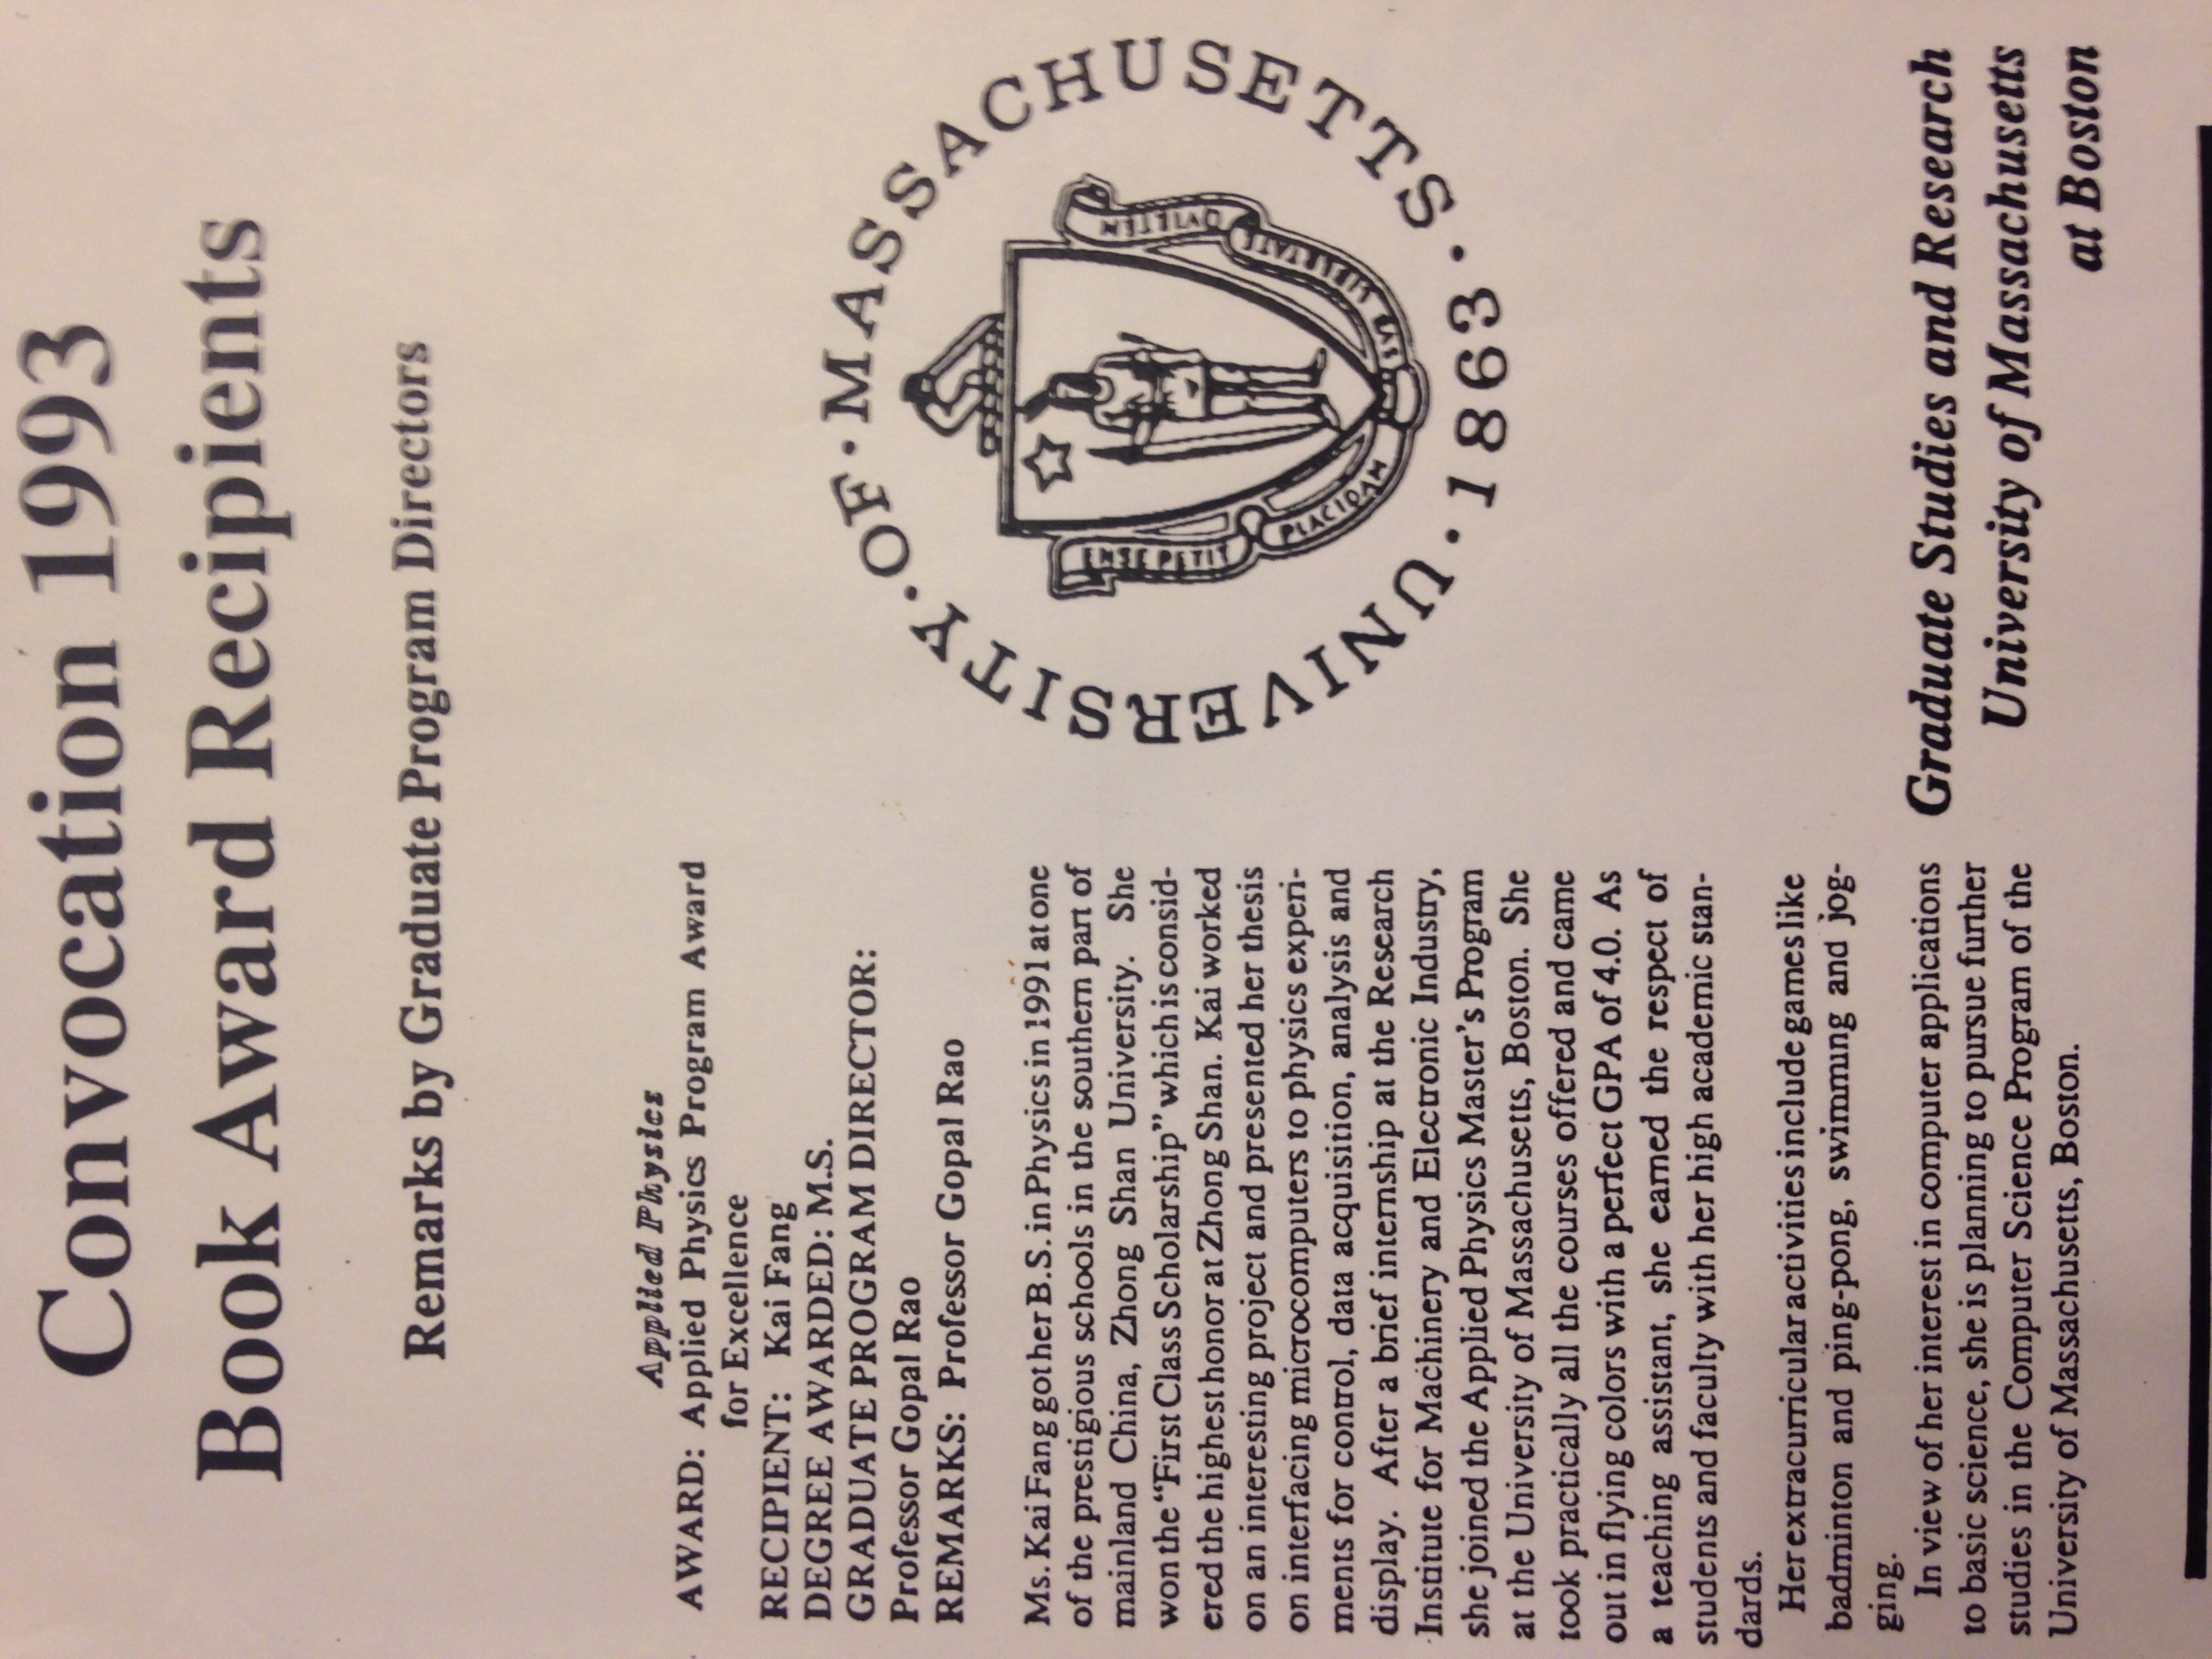 Convocation 1993
Book Award Recipients
Remarks by Graduate Program Directors
Applied Physics
AWARD: Applied Physics Program Award
for Excellence
RECIPIENT: Kai Fang
DEGREE AWARDED: M.S.
GRADUATE PROGRAM DIRECTOR:
Professor Gopal Rao
REMARKS: Professor Gopal Rao
Ms. Kai Fang got her B.S. in Physics in 1991 at one
of the prestigious schools in the southern part of
mainland China, Zhong Shan University. She
won the “First Class Scholarship” which is consid-
ered the highest honor at Zhong Shan. Kai worked
on an interesting project and presented her thesis
on interfacing microcomputers to physics experi-
ments for control, data acquisition, analysis and
display. After a brief internship at the Research
Institute for Machinery and Electronic Industry,
she joined the Applied Physics Master's Program
at the University of Massachusetts, Boston. She
took practically all the courses offered and came
out in flying colors with a perfect GPA of 4.0. As
a teaching assistant, she earned the respect of
students and faculty with her high academic stan-
dards.
Her extracurricular activities include games like
badminton and ping-pong, swimming and jog-
ging.
In view of her interest in computer applications
to basic science, she is planning to pursue further
studies in the Computer Science Program of the
University of Massachusetts, Boston.
UNIVERSITY·OF·MASSACHUSETTS
·1863·
ENSE PETIT
PLACIDAM
SUB LIBERTATE
QUIETEM
Graduate Studies and Research
University of Massachusetts
at Boston